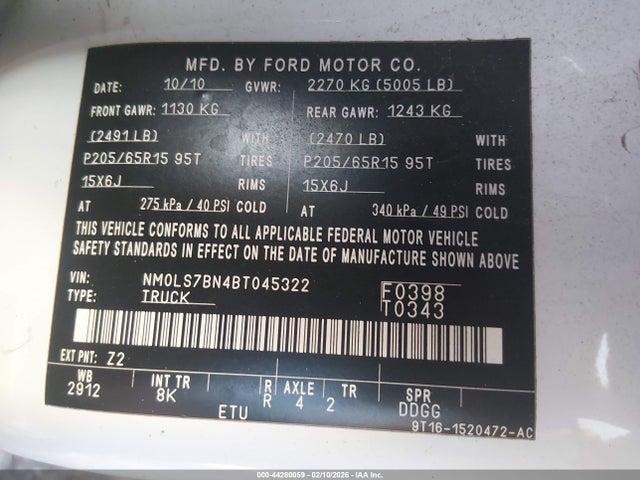 MFD. BY FORD MOTOR CO.
DATE: 10/10 GVWR: 2270 KG (5005 LB)
FRONT GAWR: 1130 KG REAR GAWR: 1243 KG
(2491 LB) WITH (2470 LB) WITH
P205/65R15 95T TIRES P205/65R15 95T TIRES
15X6J RIMS 15X6J RIMS
AT 275 kPa / 40 PSI COLD AT 340 kPa / 49 PSI COLD
THIS VEHICLE CONFORMS TO ALL APPLICABLE FEDERAL MOTOR VEHICLE
SAFETY STANDARDS IN EFFECT ON THE DATE OF MANUFACTURE SHOWN ABOVE
VIN: NM0LS7BN4BT045322 F0398
TYPE: TRUCK T0343
EXT PNT: Z2
WB INT TR R AXLE TR SPR
2912 8K R 4 2 DDGG
ETU
9T16-1520472-AC
000-44280059 - 02/10/2026 - IAA, Inc.